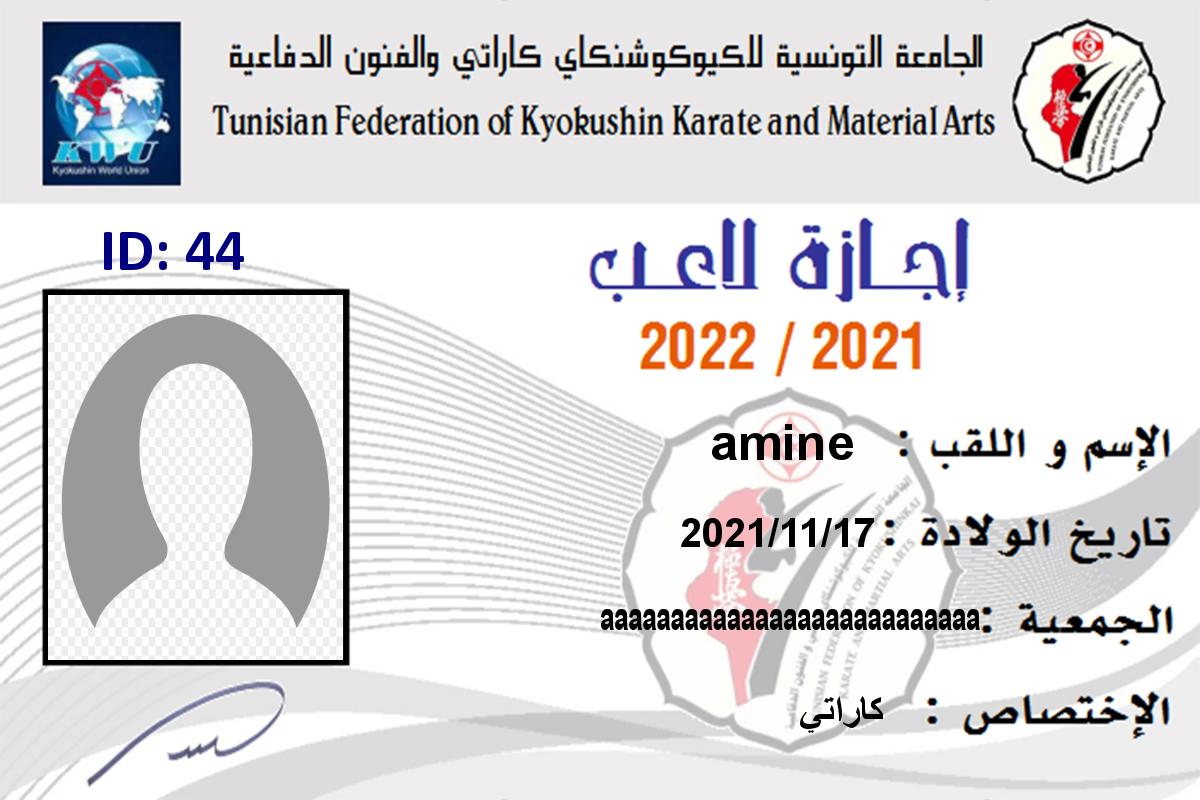 الجامعة التونسية للكيوكوشنكاي كاراتي والفنون الدفاعية
Tunisian Federation of Kyokushin Karate and Material Arts
KWU
Kyokushin World Union
ID: 44
إجازة لاعب
2022 / 2021
الإسم و اللقب : amine
تاريخ الولادة : 2021/11/17
الجمعية : aaaaaaaaaaaaaaaaaaaaaaaaaaa
الإختصاص : كاراتي